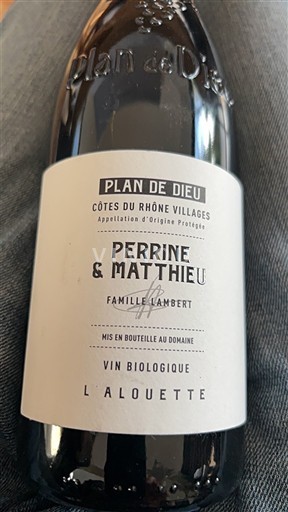 Plan de Dieu
PLAN DE DIEU
CÔTES DU RHÔNE VILLAGES
Appellation d'Origine Protégée
PERRINE
& MATTHIEU
FAMILLE LAMBERT
MIS EN BOUTEILLE AU DOMAINE
VIN BIOLOGIQUE
L'ALOUETTE